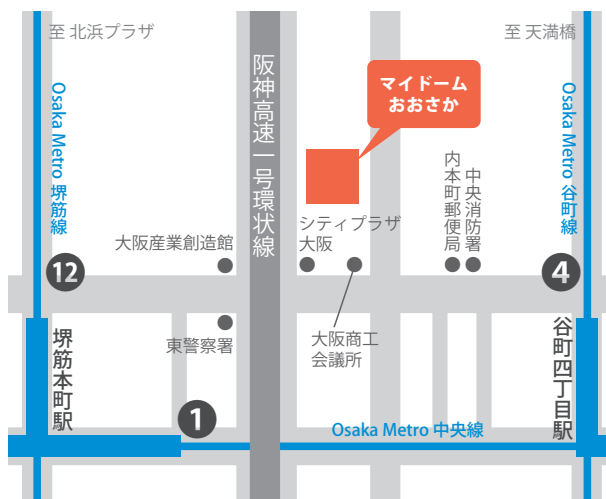 至 北浜プラザ
至 天満橋
阪神高速一号環状線
マイドーム
おおさか
Osaka Metro 堺筋線
Osaka Metro 谷町線
内本町郵便局
中央消防署
シティプラザ
大阪
大阪産業創造館
12
4
東警察署
大阪商工
会議所
堺筋本町駅
谷町四丁目駅
1
Osaka Metro 中央線